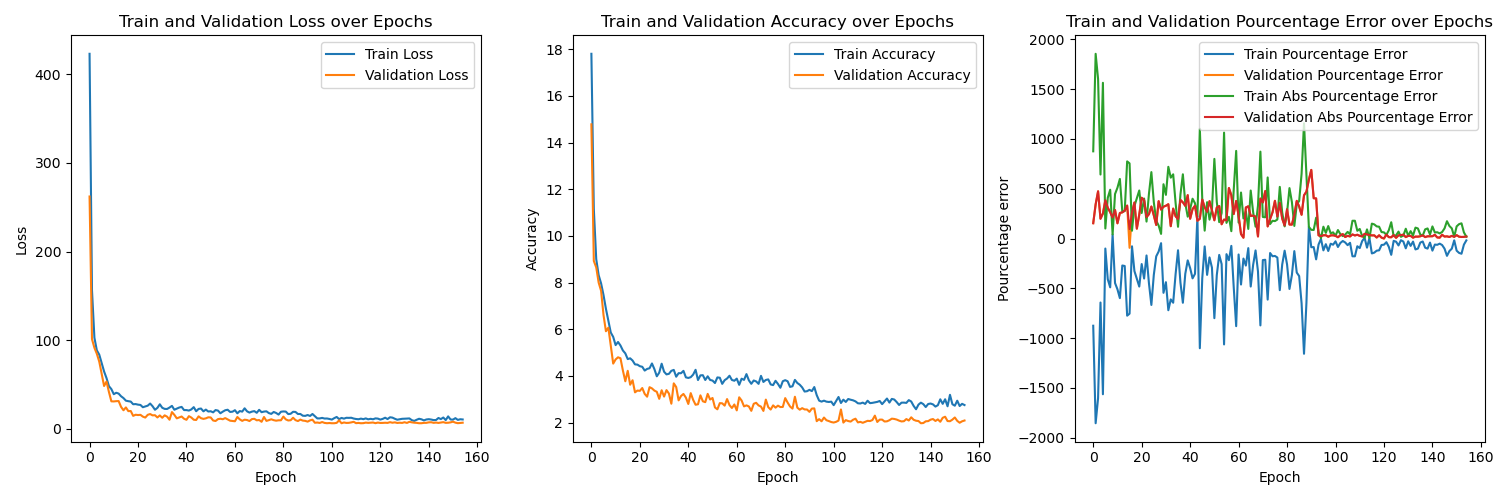 Train and Validation Loss over Epochs
Train Loss
Validation Loss
400
300
200
100
0
Loss
0 20 40 60 80 100 120 140 160
Epoch
Train and Validation Accuracy over Epochs
Train Accuracy
Validation Accuracy
18
16
14
12
10
8
6
4
2
Accuracy
0 20 40 60 80 100 120 140 160
Epoch
Train and Validation Pourcentage Error over Epochs
Train Pourcentage Error
Validation Pourcentage Error
Train Abs Pourcentage Error
Validation Abs Pourcentage Error
2000
1500
1000
500
0
−500
−1000
−1500
−2000
Pourcentage error
0 20 40 60 80 100 120 140 160
Epoch